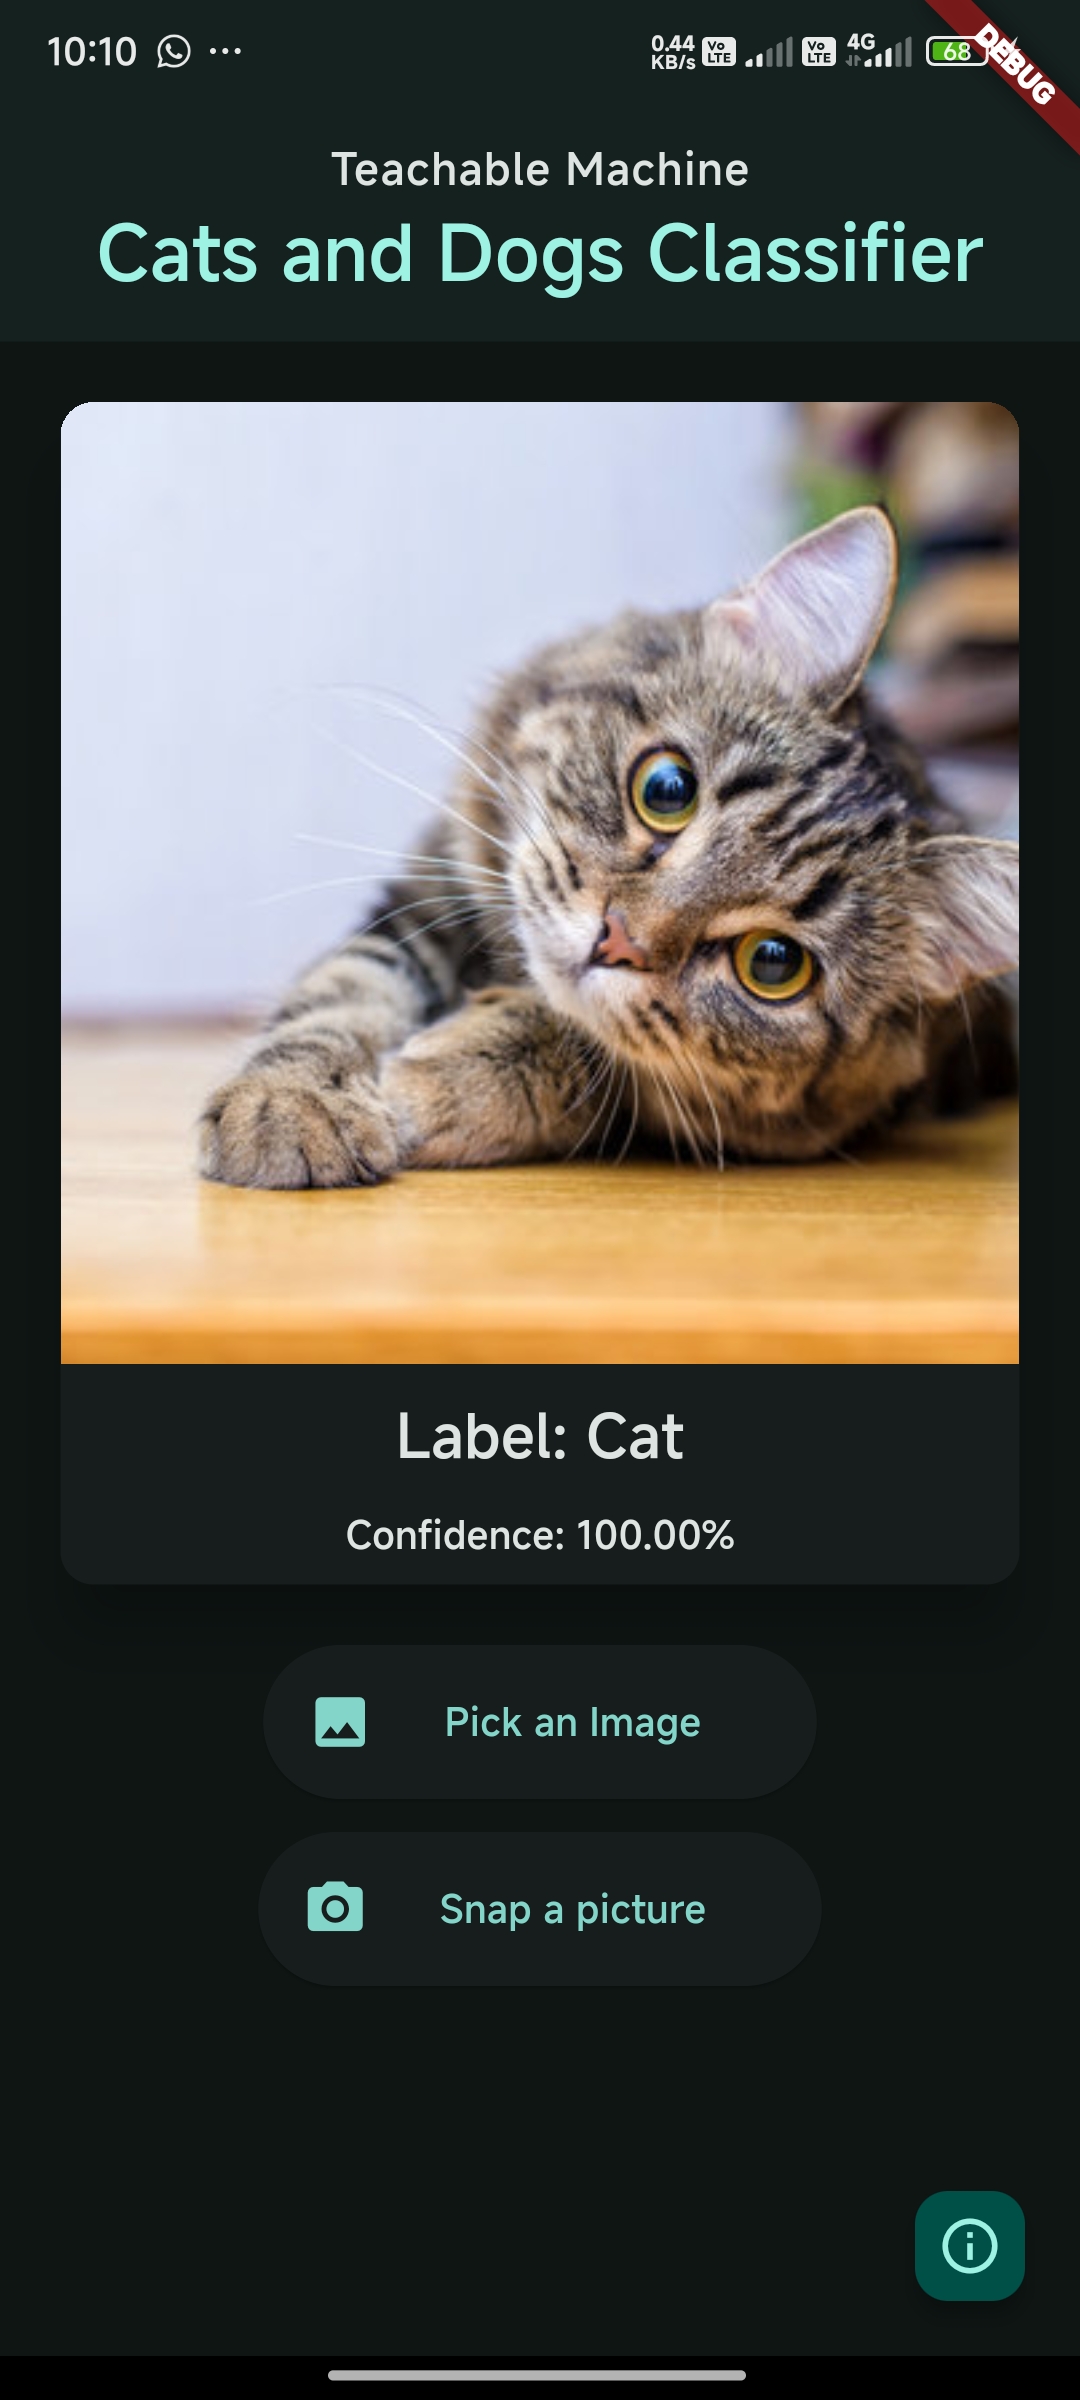 10:10 ... 0.44 KB/s Vo LTE Vo LTE 4G 68
DEBUG
Teachable Machine
Cats and Dogs Classifier
Label: Cat
Confidence: 100.00%
Pick an Image
Snap a picture